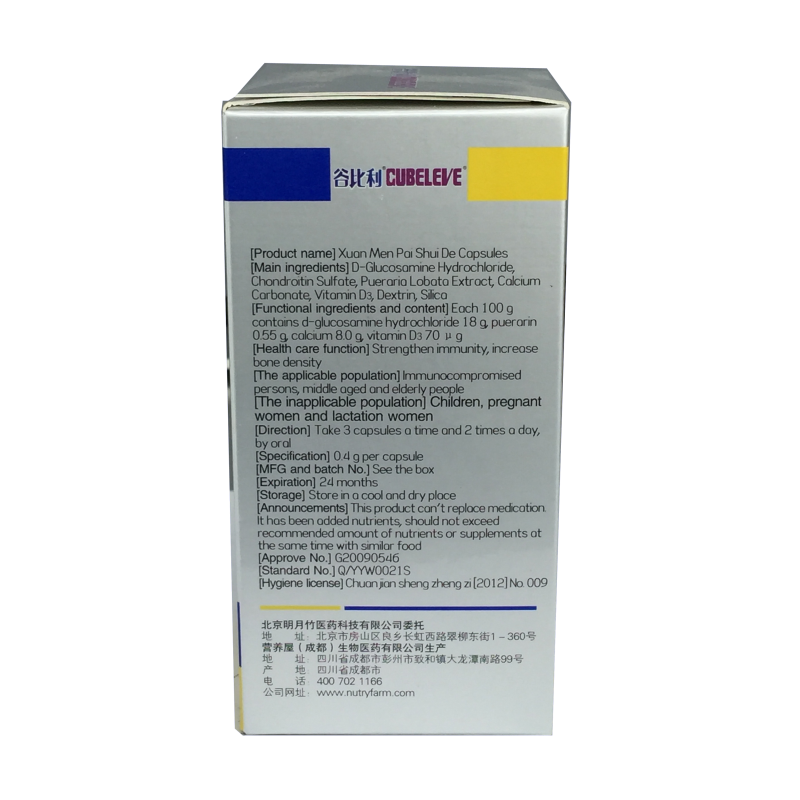 谷比利® CUBELEVE®
[Product name] Xuan Men Pai Shui De Capsules
[Main ingredients] D-Glucosamine Hydrochloride,
Chondroitin Sulfate, Pueraria Lobata Extract, Calcium
Carbonate, Vitamin D3, Dextrin, Silica
[Functional ingredients and content] Each 100 g
contains d-glucosamine hydrochloride 18 g, puerarin
0.55 g, calcium 8.0 g, vitamin D3 70 μg
[Health care function] Strengthen immunity, increase
bone density
[The applicable population] Immunocompromised
persons, middle aged and elderly people
[The inapplicable population] Children, pregnant
women and lactation women
[Direction] Take 3 capsules a time and 2 times a day,
by oral
[Specification] 0.4 g per capsule
[MFG and batch No.] See the box
[Expiration] 24 months
[Storage] Store in a cool and dry place
[Announcements] This product can't replace medication.
It has been added nutrients, should not exceed
recommended amount of nutrients or supplements at
the same time with similar food
[Approve No.] G20090546
[Standard No.] Q/YYW0021S
[Hygiene license] Chuan jian sheng zheng zi [2012] No. 009
北京明月竹医药科技有限公司委托
地 址: 北京市房山区良乡长虹西路翠柳东街1-360号
营养屋(成都)生物医药有限公司生产
地 址: 四川省成都市彭州市致和镇大龙潭南路99号
产 地: 四川省成都市
电 话: 400 702 1166
公司网址: www.nutryfarm.com